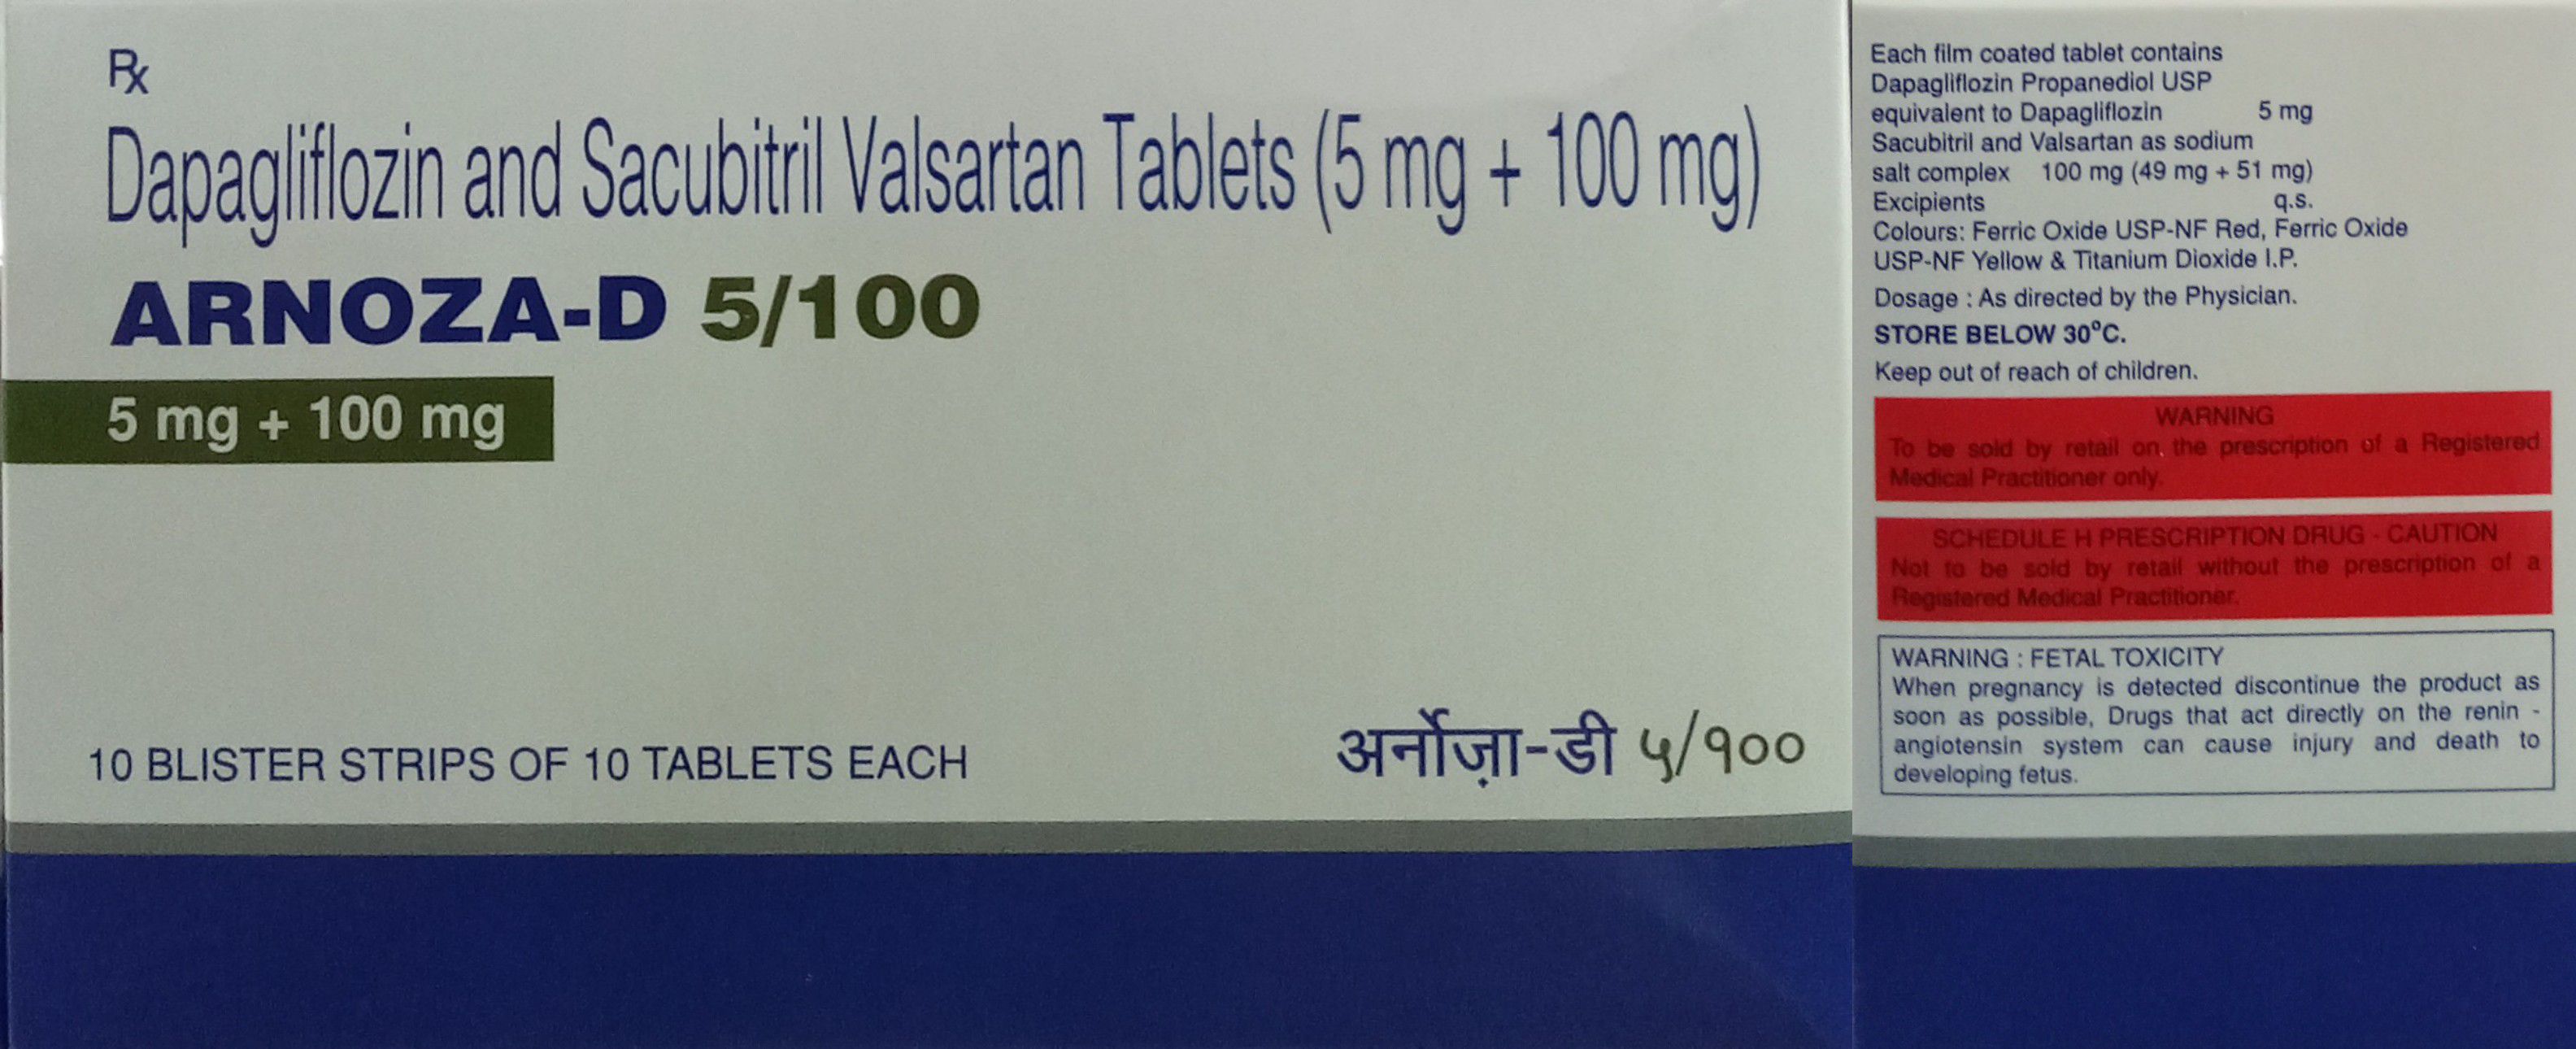 Rx
Dapagliflozin and Sacubitril Valsartan Tablets (5 mg + 100 mg)
ARNOZA-D 5/100
5 mg + 100 mg
10 BLISTER STRIPS OF 10 TABLETS EACH
अर्नोज़ा-डी ५/१००
Each film coated tablet contains
Dapagliflozin Propanediol USP
equivalent to Dapagliflozin 5 mg
Sacubitril and Valsartan as sodium
salt complex 100 mg (49 mg + 51 mg)
Excipients q.s.
Colours: Ferric Oxide USP-NF Red, Ferric Oxide
USP-NF Yellow & Titanium Dioxide I.P.
Dosage : As directed by the Physician.
STORE BELOW 30°C.
Keep out of reach of children.
WARNING
To be sold by retail on the prescription of a Registered
Medical Practitioner only.
SCHEDULE H PRESCRIPTION DRUG - CAUTION
Not to be sold by retail without the prescription of a
Registered Medical Practitioner.
WARNING : FETAL TOXICITY
When pregnancy is detected discontinue the product as
soon as possible, Drugs that act directly on the renin -
angiotensin system can cause injury and death to
developing fetus.